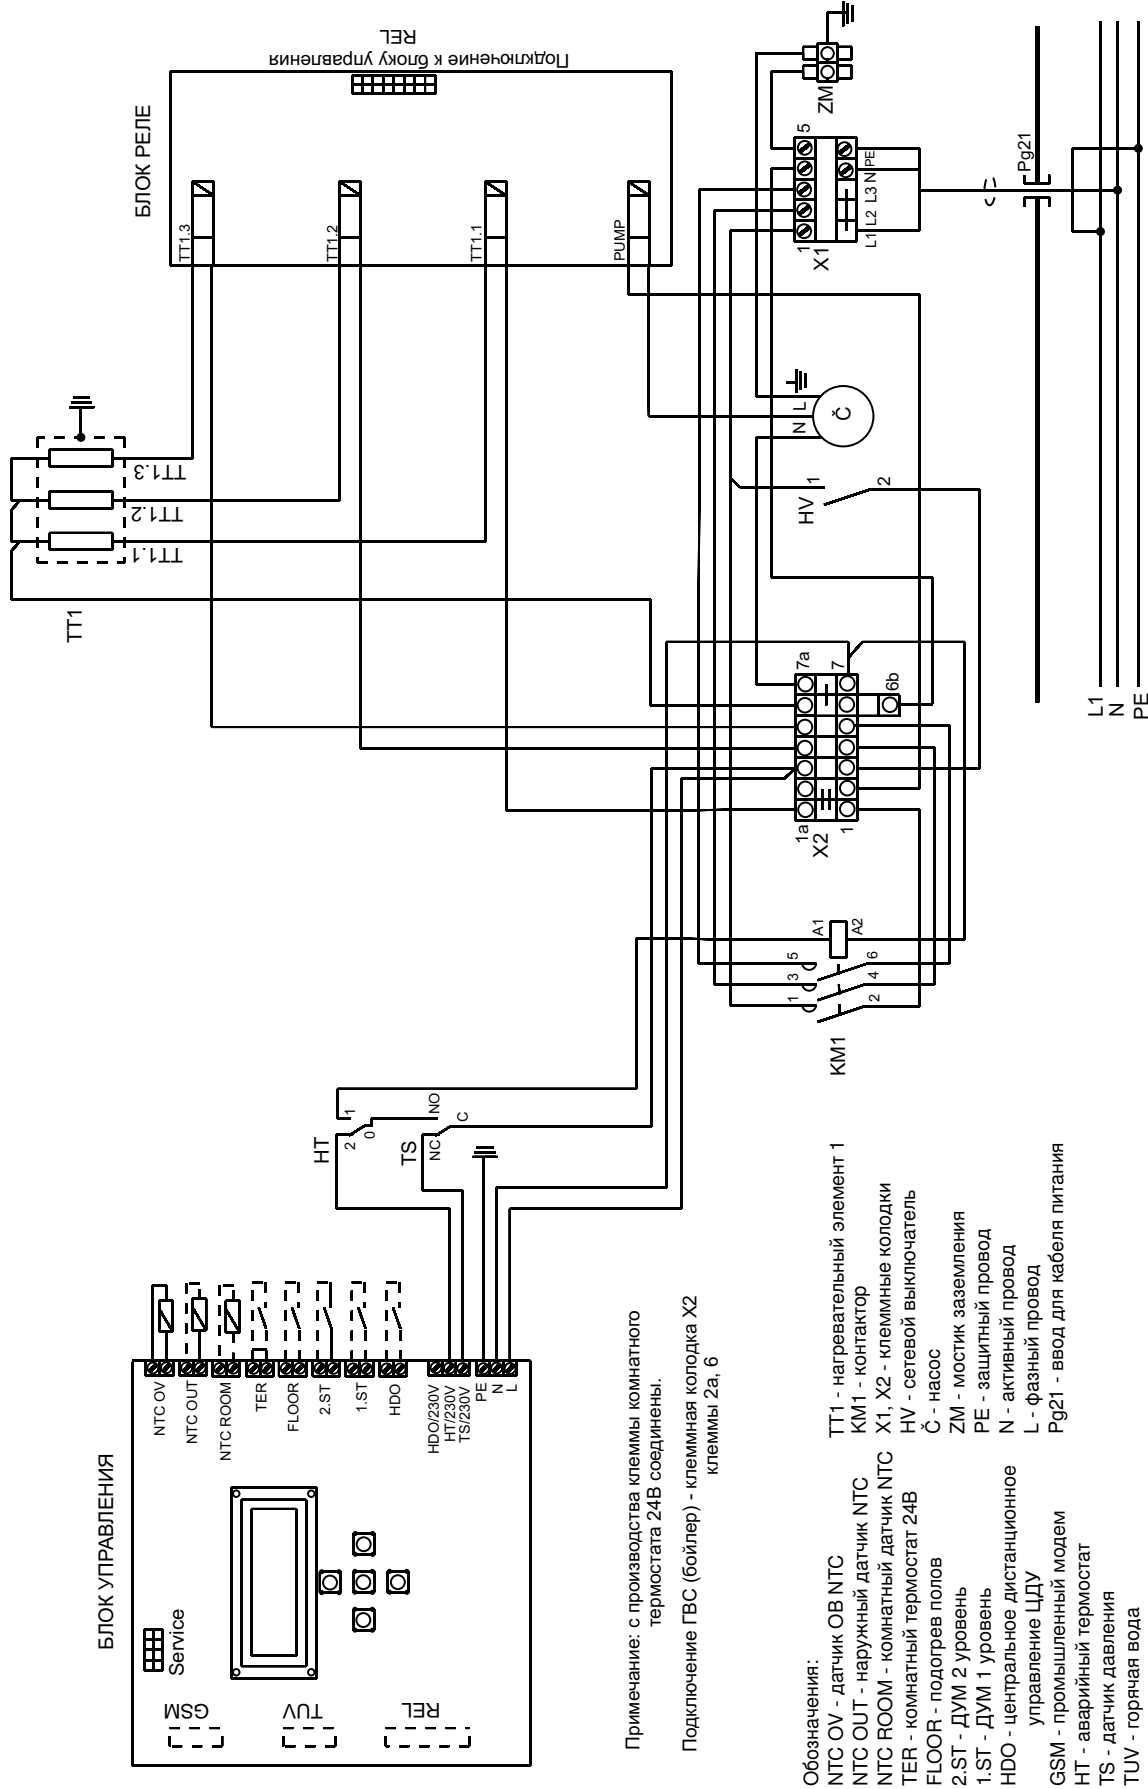 БЛОК УПРАВЛЕНИЯ
Service
GSM
TUV
REL
NTC OV
NTC OUT
NTC ROOM
TER
FLOOR
2.ST
1.ST
HDO
HDO/230V
HT/230V
TS/230V
PE
N
L
HT
2
1
0
TS
NC
NO
C
TT1
TT1.1
TT1.2
TT1.3
БЛОК РЕЛЕ
TT1.3
TT1.2
TT1.1
PUMP
Подключение к блоку управления
REL
KM1
1
3
5
2
4
6
A1
A2
X2
1a
7a
1
7
6b
HV
1
2
N
L
Č
X1
1
5
L1
L2
L3
N
PE
ZM
Pg21
L1
N
PE
Примечание: с производства клеммы комнатного
термостата 24В соединены.
Подключение ГВС (бойлер) - клеммная колодка X2
клеммы 2а, 6
Обозначения:
NTC OV - датчик ОВ NTC
NTC OUT - наружный датчик NTC
NTC ROOM - комнатный датчик NTC
TER - комнатный термостат 24В
FLOOR - подогрев полов
2.ST - ДУМ 2 уровень
1.ST - ДУМ 1 уровень
HDO - центральное дистанционное
управление ЦДУ
GSM - промышленный модем
HT - аварийный термостат
TS - датчик давления
TUV - горячая вода
TT1 - нагревательный элемент 1
KM1 - контактор
X1, X2 - клеммные колодки
HV - сетевой выключатель
Č - насос
ZM - мостик заземления
PE - защитный провод
N - активный провод
L - фазный провод
Pg21 - ввод для кабеля питания